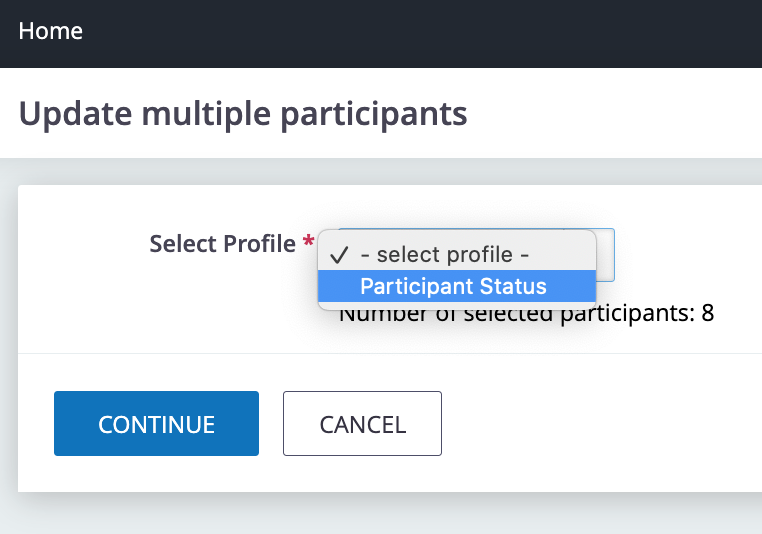 Home
Update multiple participants
Select Profile *
✓ - select profile -
Participant Status
Number of selected participants: 8
CONTINUE
CANCEL